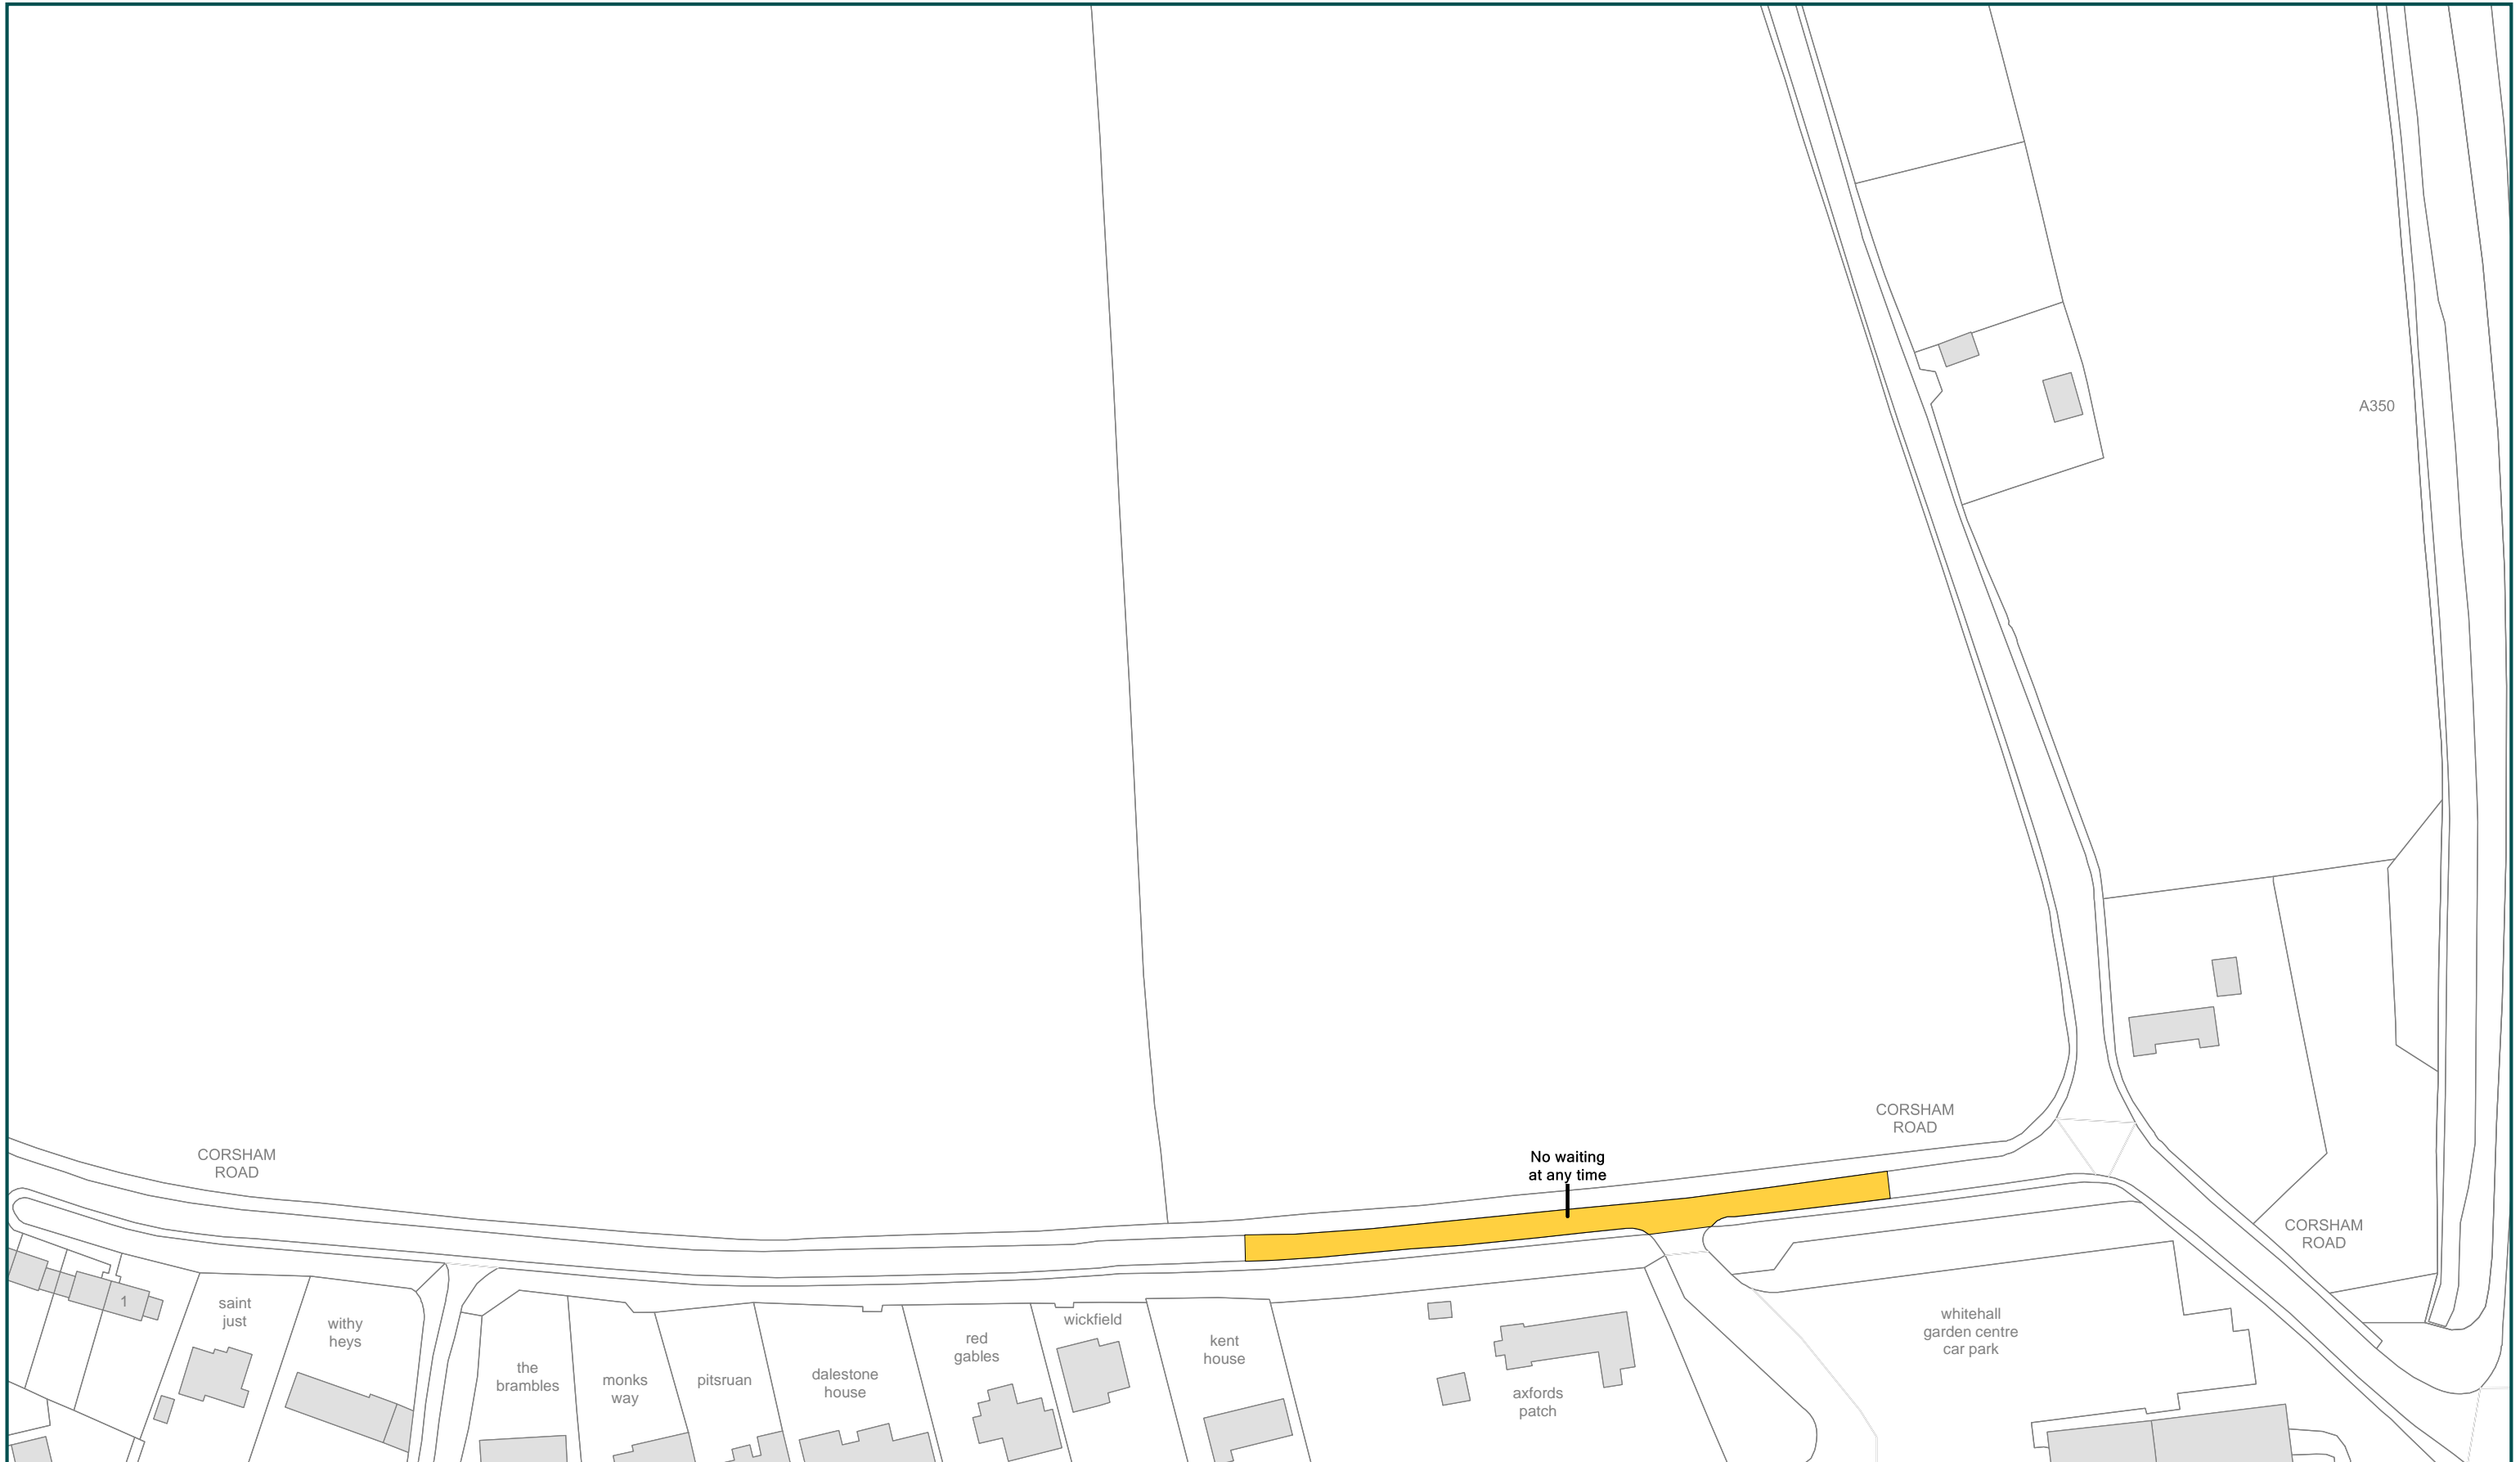 A350
CORSHAM
ROAD
CORSHAM
ROAD
No waiting
at any time
CORSHAM
ROAD
1
saint
just
withy
heys
the
brambles
monks
way
pitsruan
dalestone
house
red
gables
wickfield
kent
house
axfords
patch
whitehall
garden centre
car park